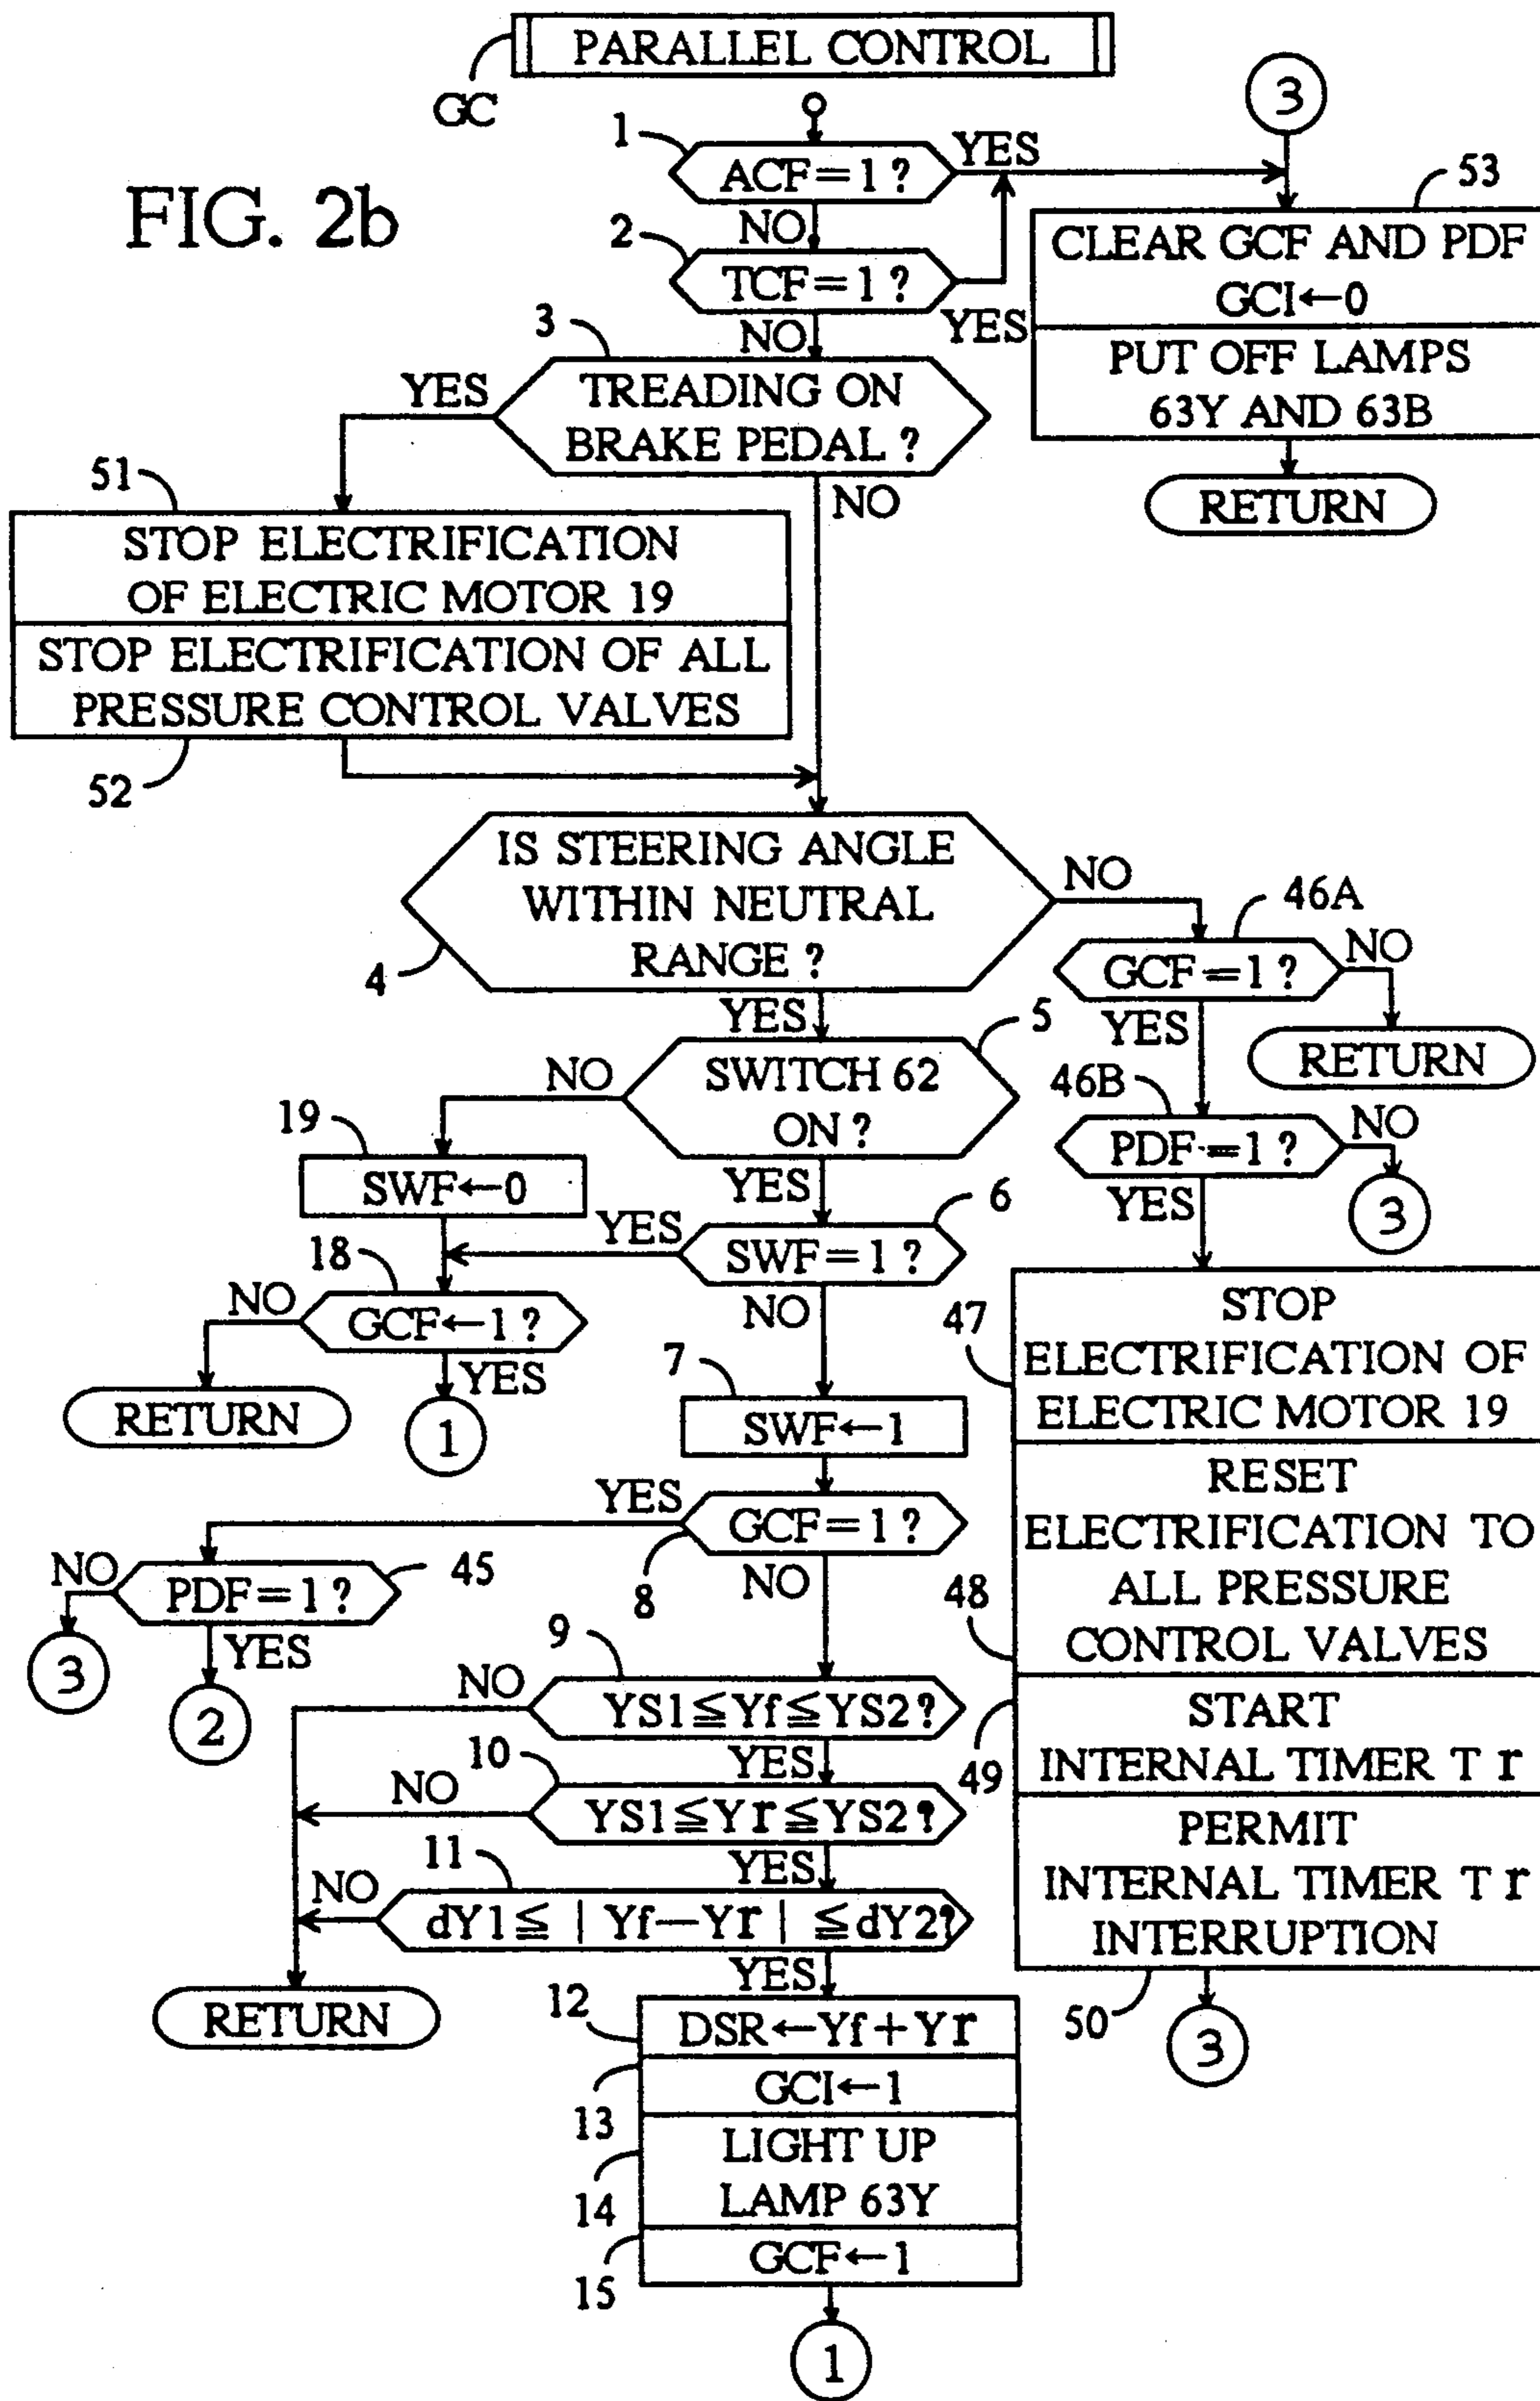 PARALLEL CONTROL
GC
3
FIG. 2b
1
ACF=1?
YES
NO
2
TCF=1?
YES
NO
53
CLEAR GCF AND PDF
GCI←0
PUT OFF LAMPS
63Y AND 63B
RETURN
3
TREADING ON
BRAKE PEDAL?
YES
NO
51
STOP ELECTRIFICATION
OF ELECTRIC MOTOR 19
STOP ELECTRIFICATION OF ALL
PRESSURE CONTROL VALVES
52
IS STEERING ANGLE
WITHIN NEUTRAL
RANGE?
4
NO
YES
46A
GCF=1?
NO
YES
RETURN
46B
PDF=1?
NO
YES
3
5
SWITCH 62
ON?
NO
YES
19
SWF←0
6
SWF=1?
YES
NO
18
GCF←1?
NO
YES
RETURN
1
7
SWF←1
8
GCF=1?
YES
NO
45
PDF=1?
NO
YES
3
2
9
YS1≦Yf≦YS2?
NO
YES
10
YS1≦Yr≦YS2?
NO
YES
11
dY1≦ | Yf−Yr | ≦dY2?
NO
YES
RETURN
12
DSR←Yf+Yr
13
GCI←1
14
LIGHT UP
LAMP 63Y
15
GCF←1
1
47
STOP
ELECTRIFICATION OF
ELECTRIC MOTOR 19
48
RESET
ELECTRIFICATION TO
ALL PRESSURE
CONTROL VALVES
49
START
INTERNAL TIMER T r
PERMIT
INTERNAL TIMER T r
INTERRUPTION
50
3